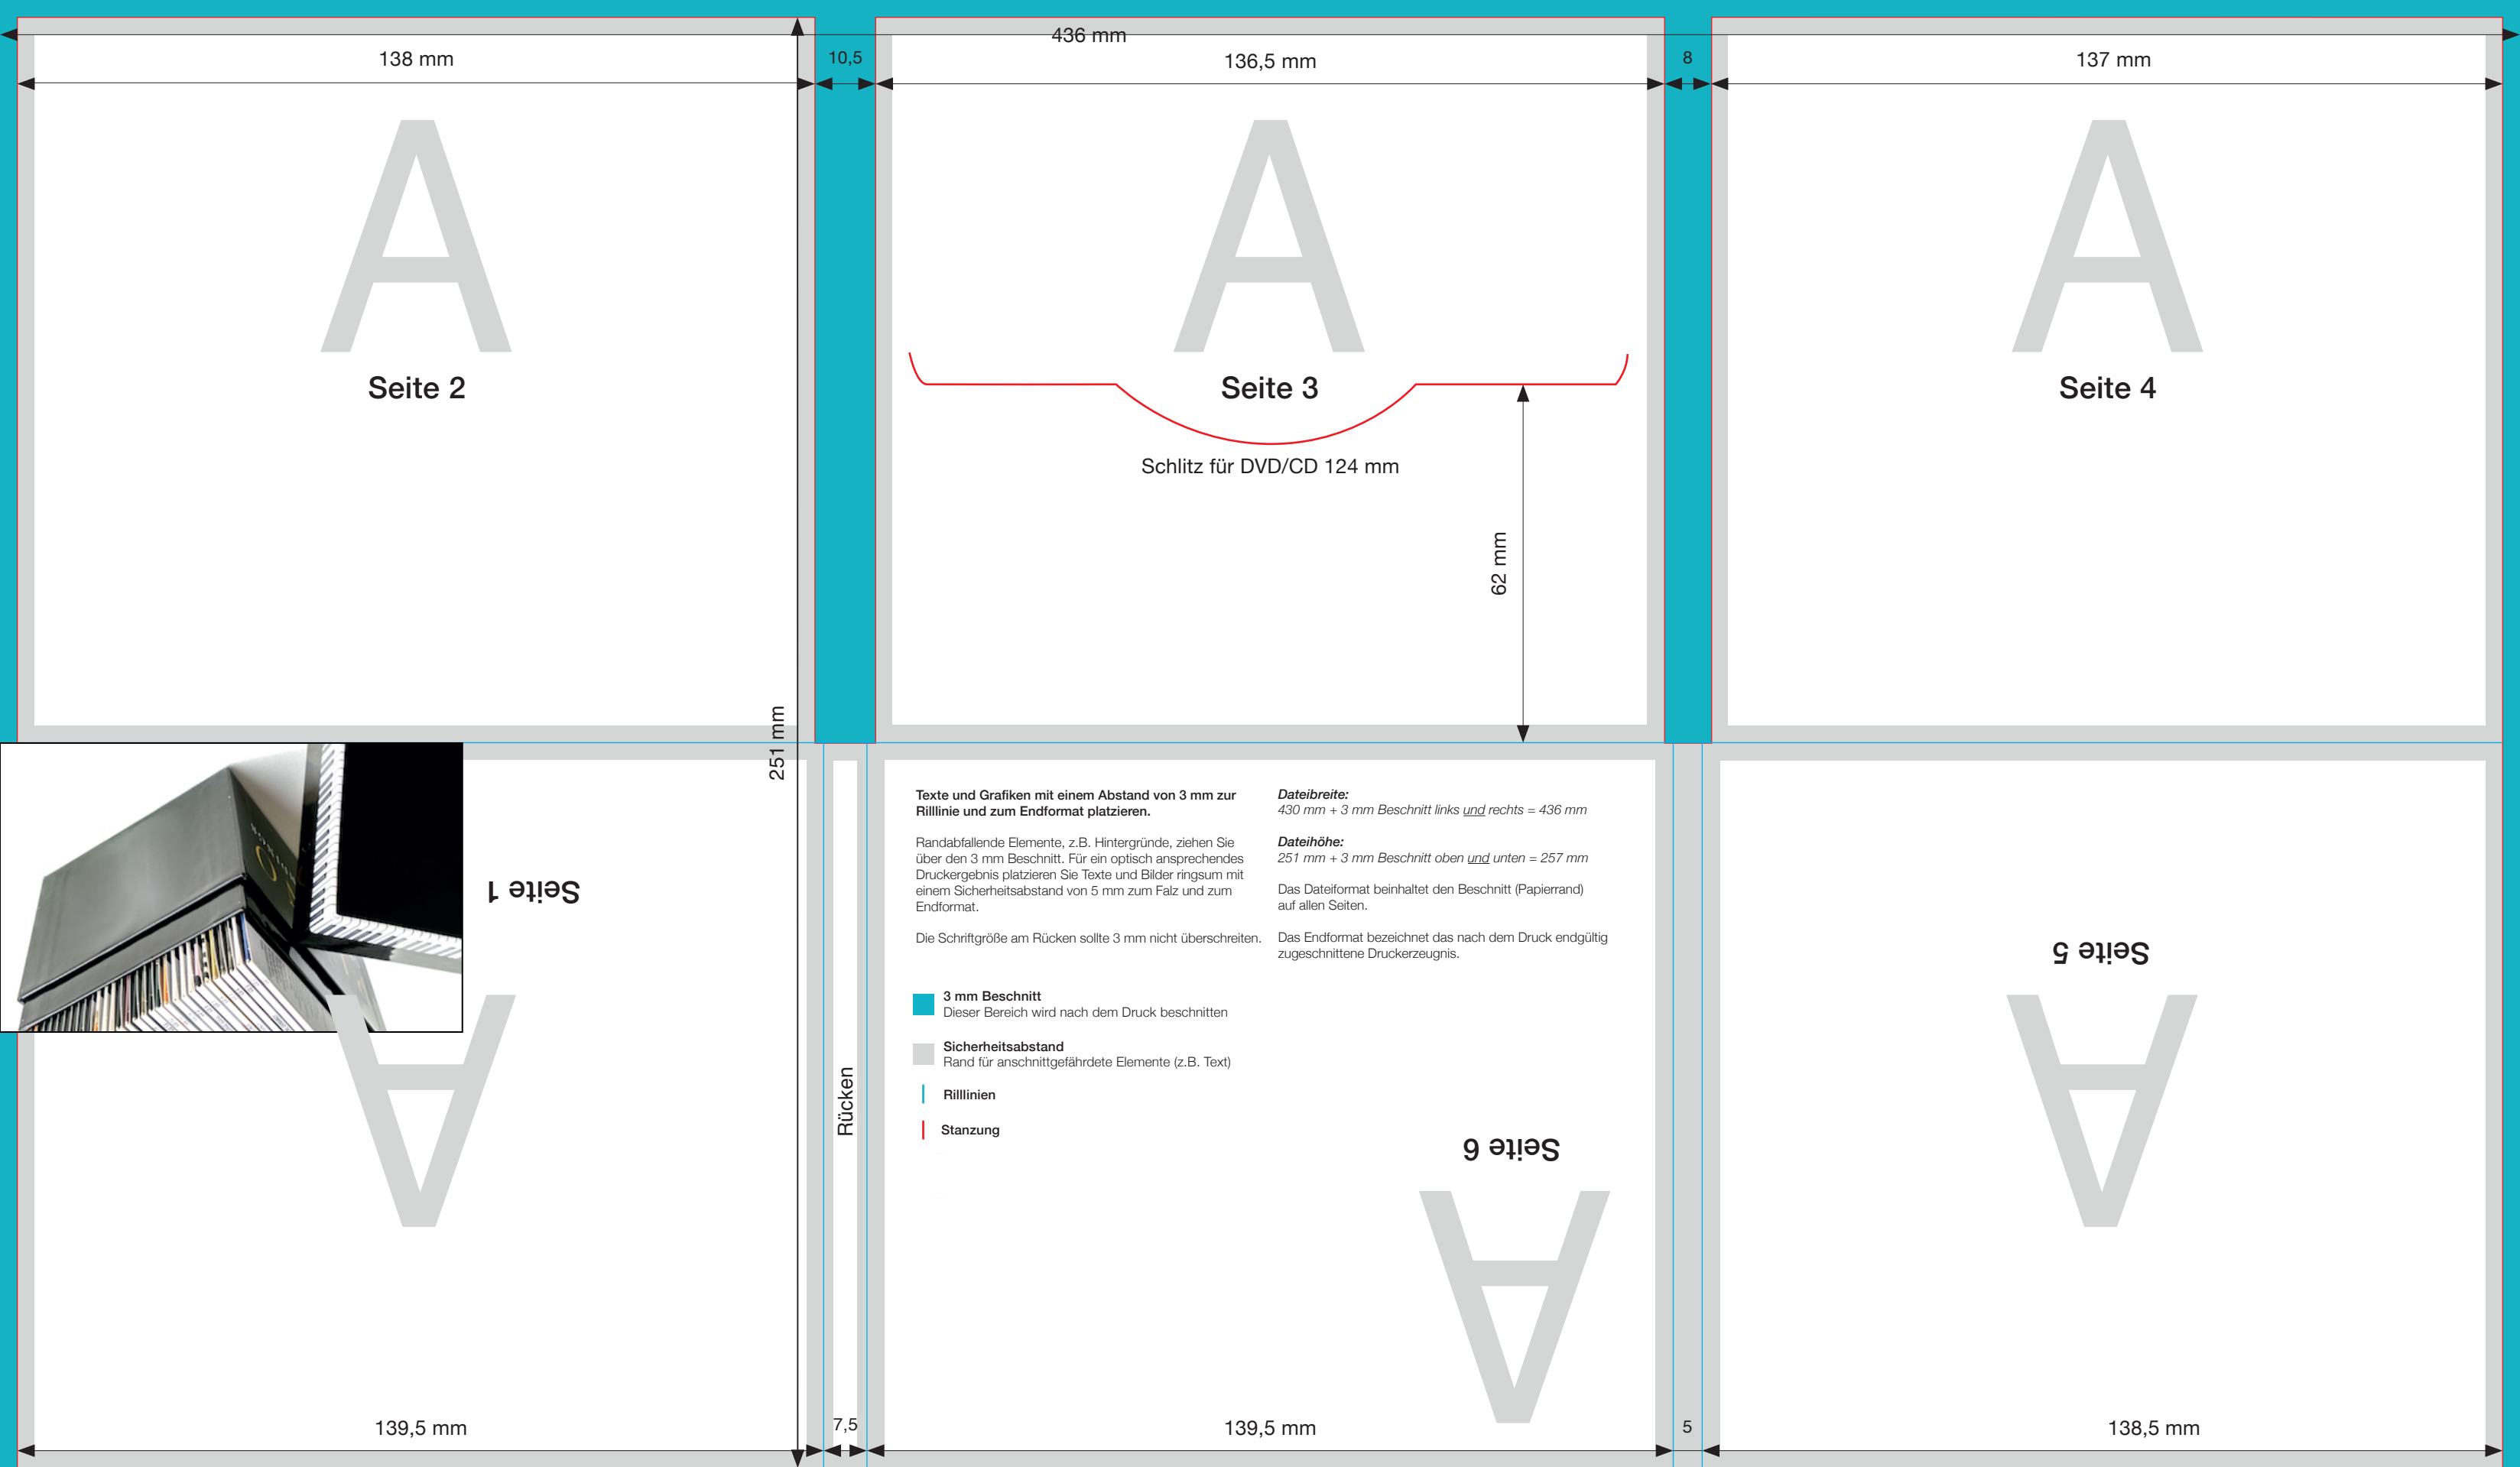 436 mm
138 mm
10,5
136,5 mm
8
137 mm
A
A
A
Seite 2
Seite 3
Seite 4
Schlitz für DVD/CD 124 mm
62 mm
251 mm
Texte und Grafiken mit einem Abstand von 3 mm zur
Rilllinie und zum Endformat platzieren.
Randabfallende Elemente, z.B. Hintergründe, ziehen Sie
über den 3 mm Beschnitt. Für ein optisch ansprechendes
Druckergebnis platzieren Sie Texte und Bilder ringsum mit
einem Sicherheitsabstand von 5 mm zum Falz und zum
Endformat.
Die Schriftgröße am Rücken sollte 3 mm nicht überschreiten.
Dateibreite:
430 mm + 3 mm Beschnitt links und rechts = 436 mm
Dateihöhe:
251 mm + 3 mm Beschnitt oben und unten = 257 mm
Das Dateiformat beinhaltet den Beschnitt (Papierrand)
auf allen Seiten.
Das Endformat bezeichnet das nach dem Druck endgültig
zugeschnittene Druckerzeugnis.
3 mm Beschnitt
Dieser Bereich wird nach dem Druck beschnitten
Sicherheitsabstand
Rand für anschnittgefährdete Elemente (z.B. Text)
Rilllinien
Stanzung
Seite 1
A
Rücken
Seite 6
A
Seite 5
A
139,5 mm
7,5
139,5 mm
5
138,5 mm